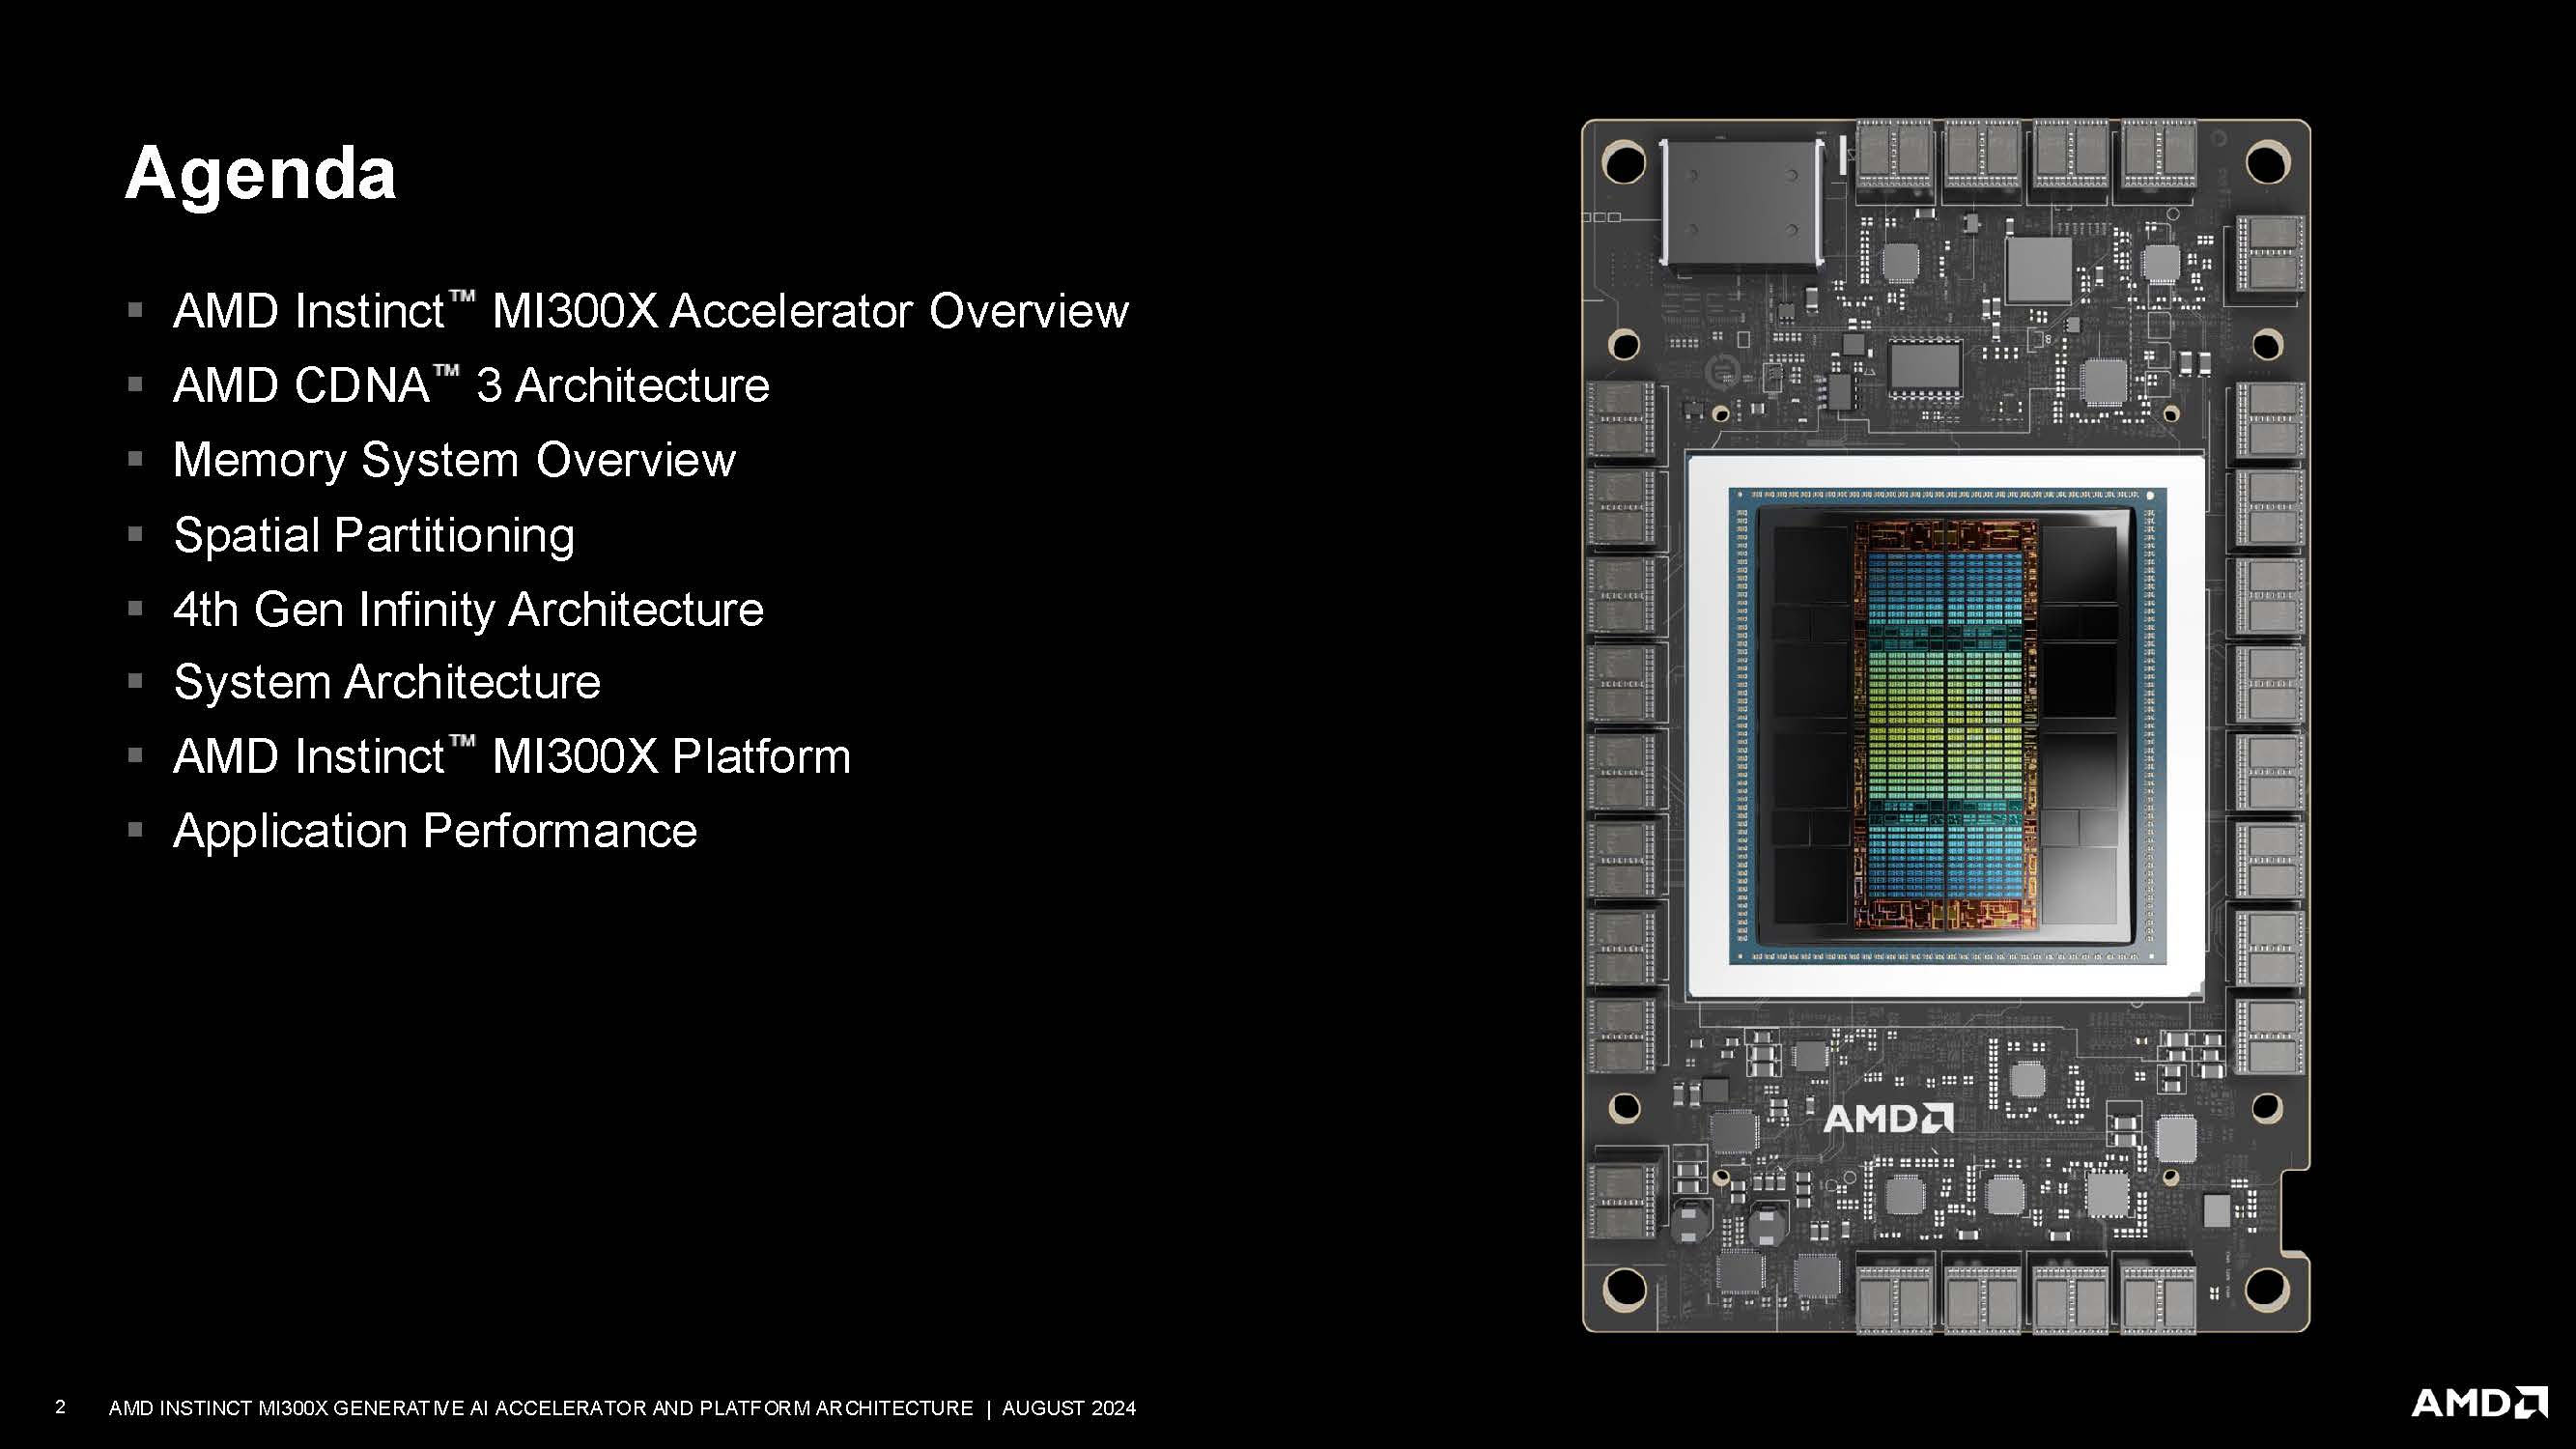 Agenda
▪ AMD Instinct™ MI300X Accelerator Overview
▪ AMD CDNA™ 3 Architecture
▪ Memory System Overview
▪ Spatial Partitioning
▪ 4th Gen Infinity Architecture
▪ System Architecture
▪ AMD Instinct™ MI300X Platform
▪ Application Performance
AMD
2 AMD INSTINCT MI300X GENERATIVE AI ACCELERATOR AND PLATFORM ARCHITECTURE | AUGUST 2024
AMD